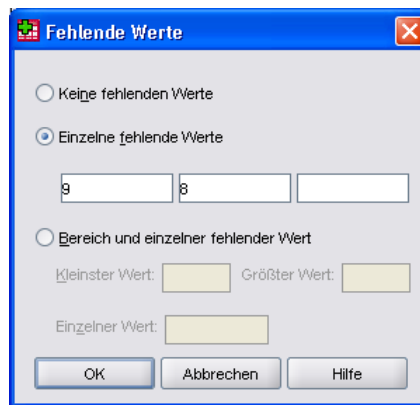 Fehlende Werte
Keine fehlenden Werte
Einzelne fehlende Werte
9 8
Bereich und einzelner fehlender Wert
Kleinster Wert: Größter Wert:
Einzelner Wert:
OK Abbrechen Hilfe